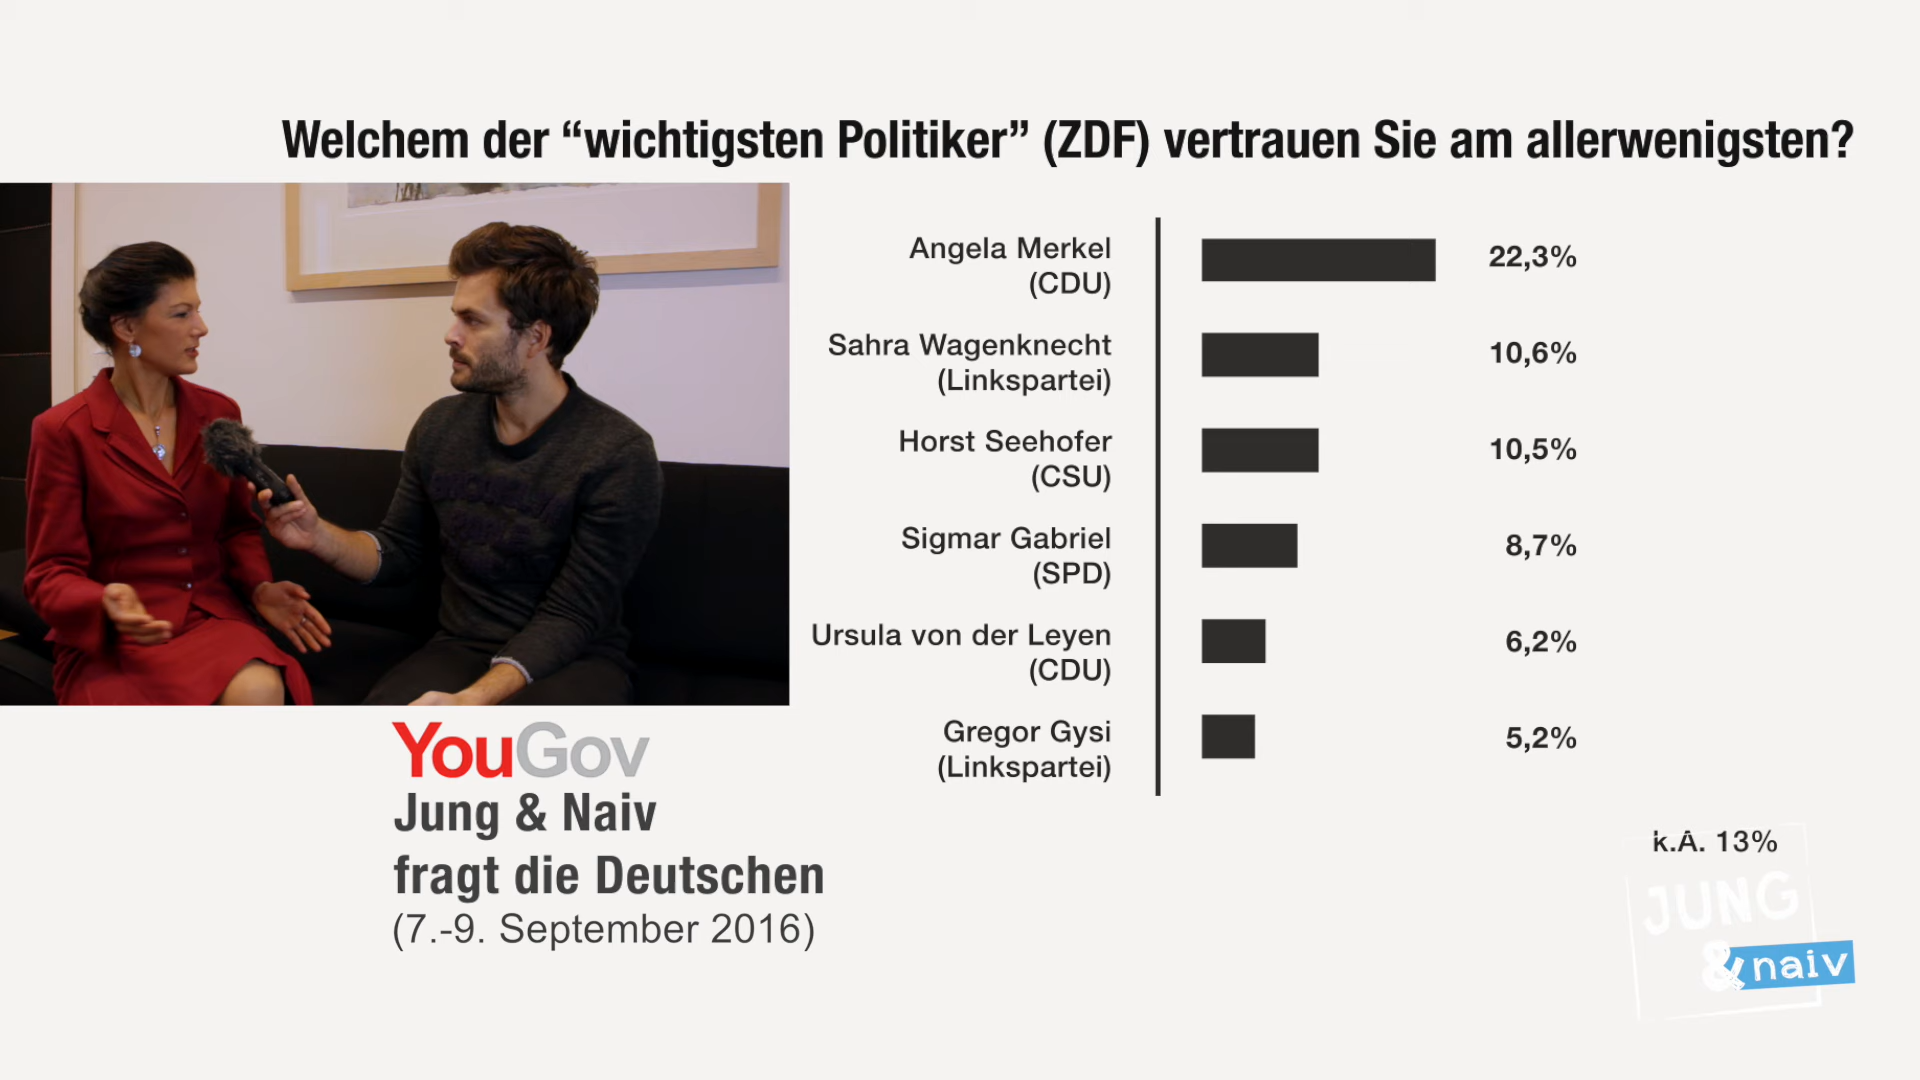 Welchem der “wichtigsten Politiker” (ZDF) vertrauen Sie am allerwenigsten?
Angela Merkel
(CDU)
22,3%
Sahra Wagenknecht
(Linkspartei)
10,6%
Horst Seehofer
(CSU)
10,5%
Sigmar Gabriel
(SPD)
8,7%
Ursula von der Leyen
(CDU)
6,2%
Gregor Gysi
(Linkspartei)
5,2%
YouGov
Jung & Naiv
fragt die Deutschen
(7.-9. September 2016)
k.A. 13%
JUNG
& naiv